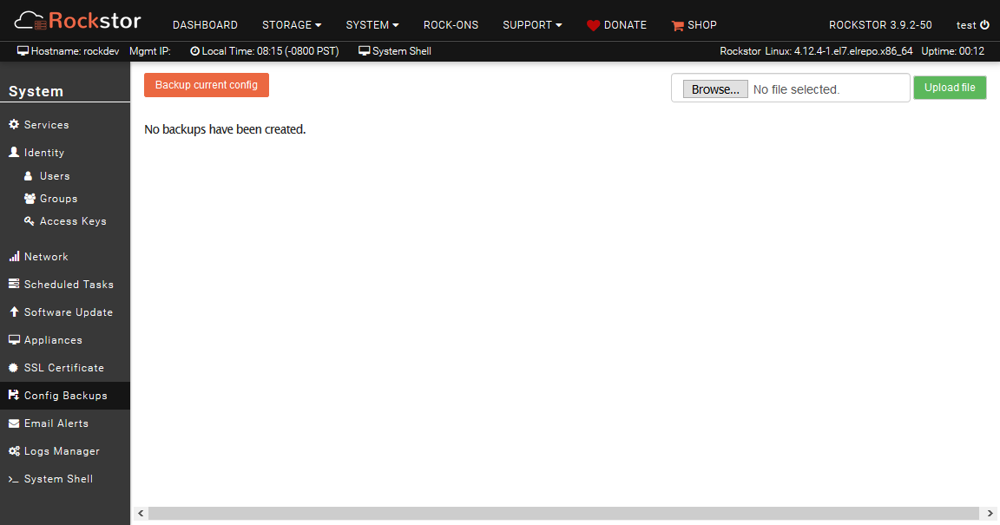 Rockstor DASHBOARD STORAGE SYSTEM ROCK-ONS SUPPORT DONATE SHOP ROCKSTOR 3.9.2-50 test
Hostname: rockdev Mgmt IP: Local Time: 08:15 (-0800 PST) System Shell Rockstor Linux: 4.12.4-1.el7.elrepo.x86_64 Uptime: 00:12
System
Services
Identity
Users
Groups
Access Keys
Network
Scheduled Tasks
Software Update
Appliances
SSL Certificate
Config Backups
Email Alerts
Logs Manager
System Shell
Backup current config
Browse... No file selected. Upload file
No backups have been created.